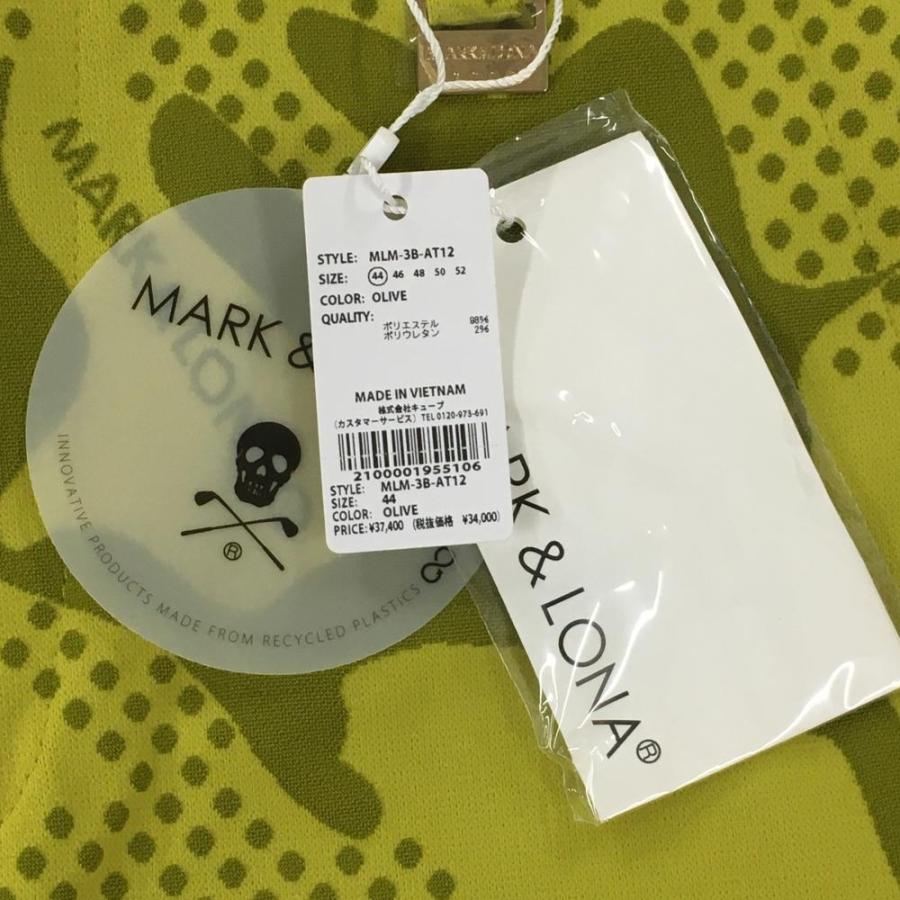 MARK & LONA
MARK & LONA
MARK &
®
INNOVATIVE PRODUCTS MADE FROM RECYCLED PLASTICS
&
STYLE: MLM-3B-AT12
SIZE: 44 46 48 50 52
COLOR: OLIVE
QUALITY:
ポリエステル 98%
ポリウレタン 2%
MADE IN VIETNAM
株式会社キューブ
(カスタマーサービス) TEL 0120-973-691
2100001955106
STYLE: MLM-3B-AT12
SIZE: 44
COLOR: OLIVE
PRICE: ¥37,400 (税抜価格 ¥34,000)
RK & LONA®